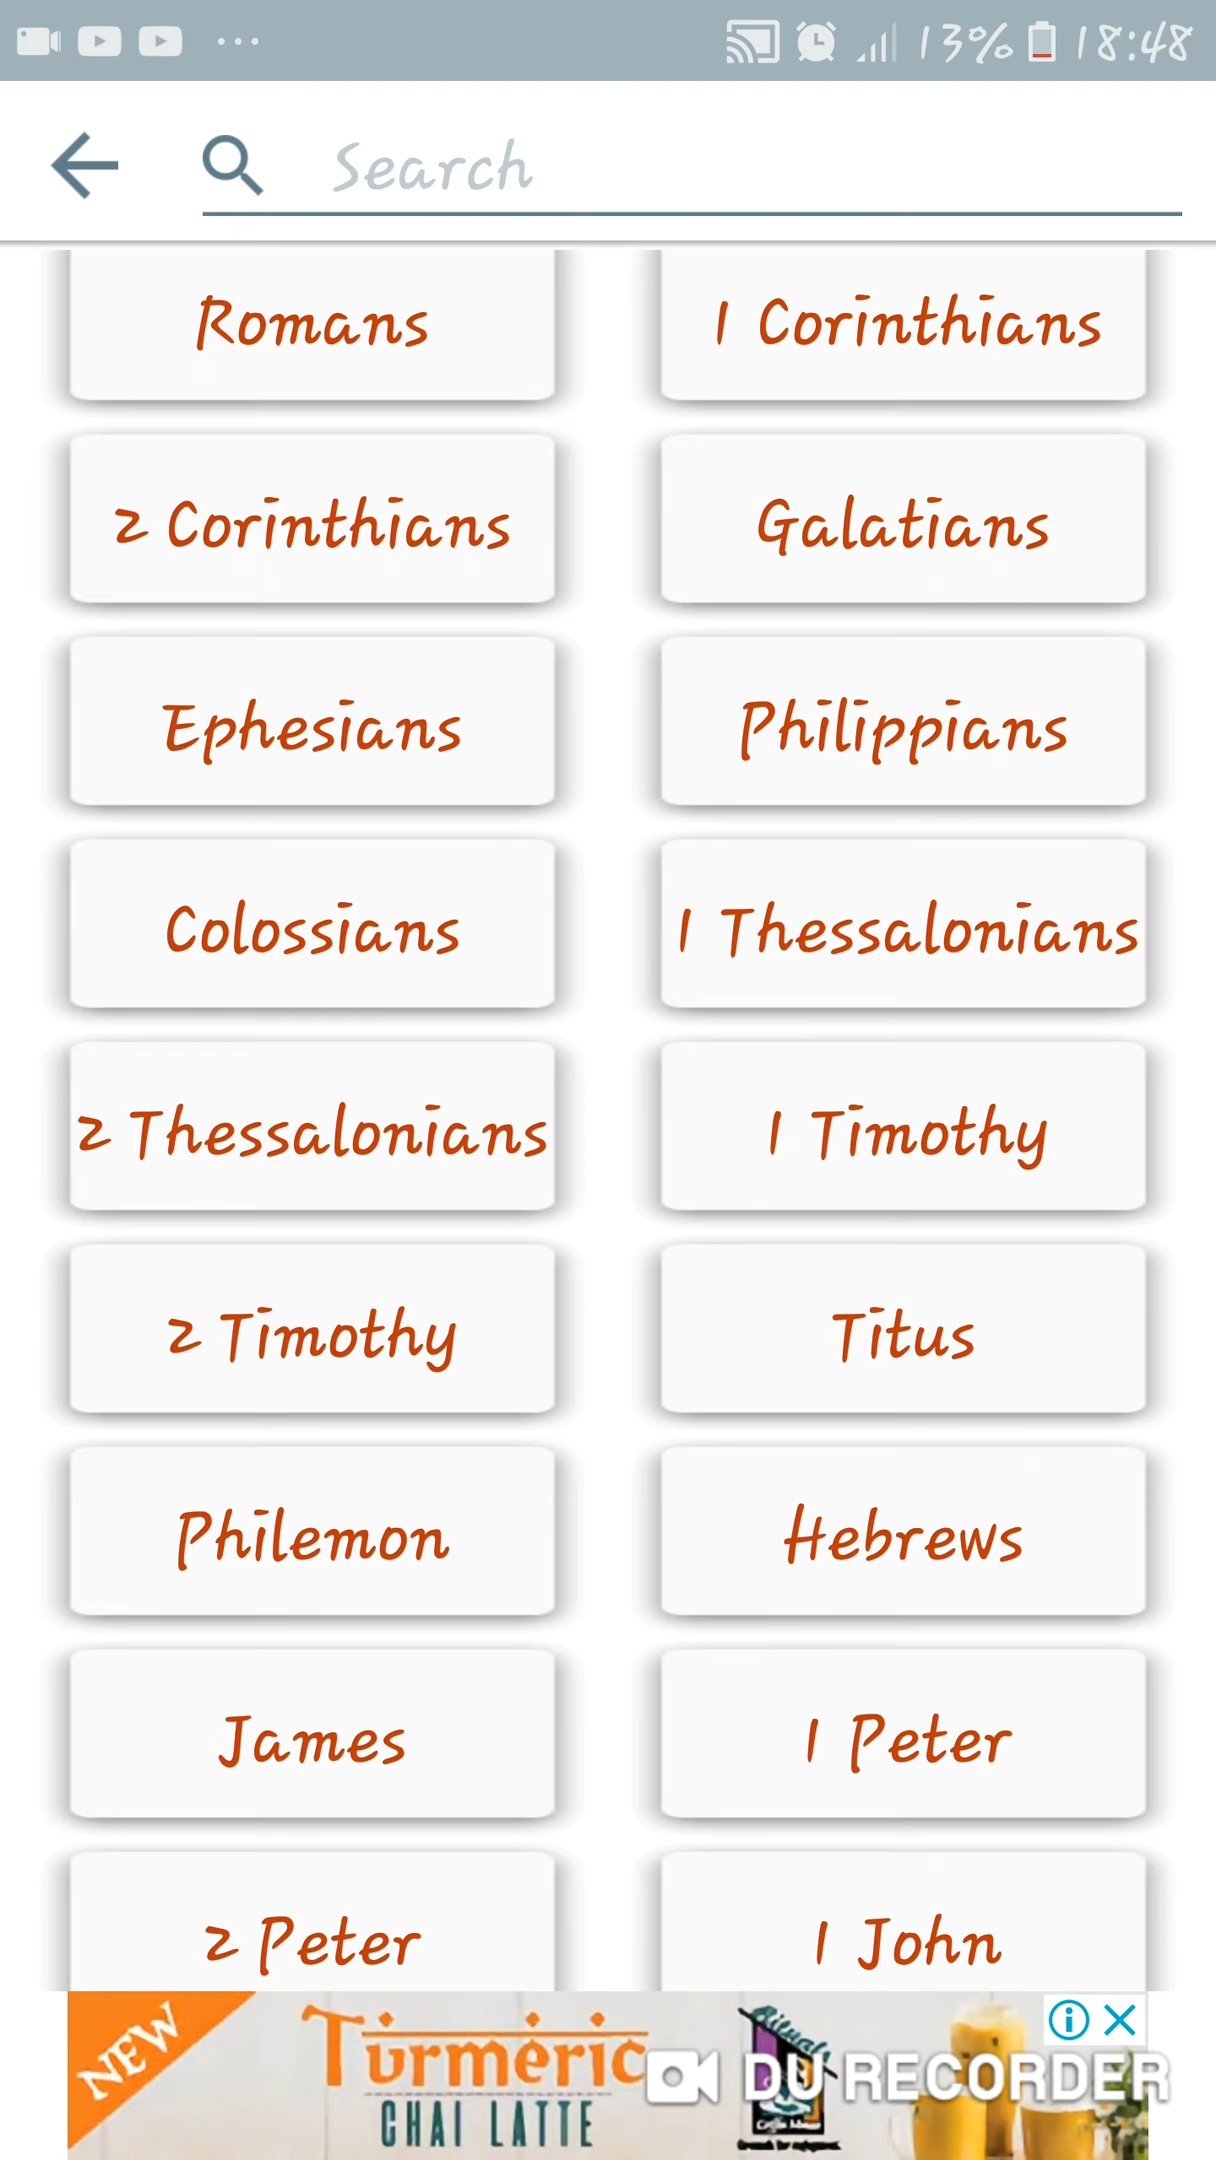 13% 18:48
Search
Romans
1 Corinthians
2 Corinthians
Galatians
Ephesians
Philippians
Colossians
1 Thessalonians
2 Thessalonians
1 Timothy
2 Timothy
Titus
Philemon
Hebrews
James
1 Peter
2 Peter
1 John
NEW
Turmeric
CHAI LATTE
Rituals
DU RECORDER